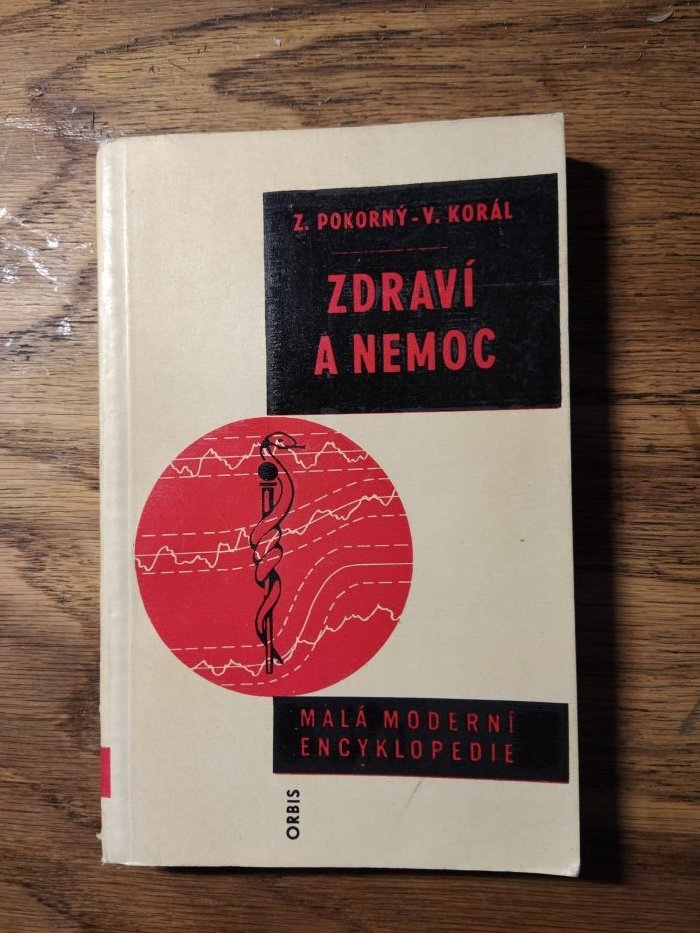 Z. POKORNÝ - V. KORÁL
ZDRAVÍ
A NEMOC
MALÁ MODERNÍ
ENCYKLOPEDIE
ORBIS